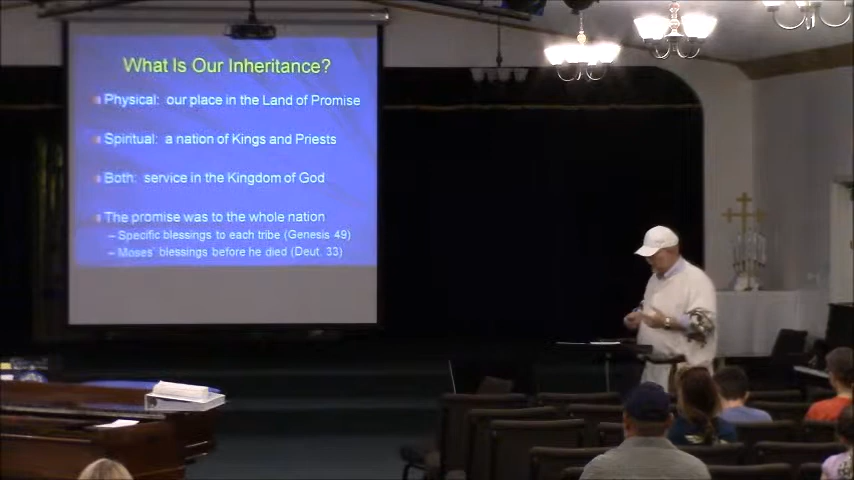 What Is Our Inheritance?
Physical: our place in the Land of Promise
Spiritual: a nation of Kings and Priests
Both: service in the Kingdom of God
The promise was to the whole nation
– Specific blessings to each tribe (Genesis 49)
– Moses' blessings before he died (Deut. 33)